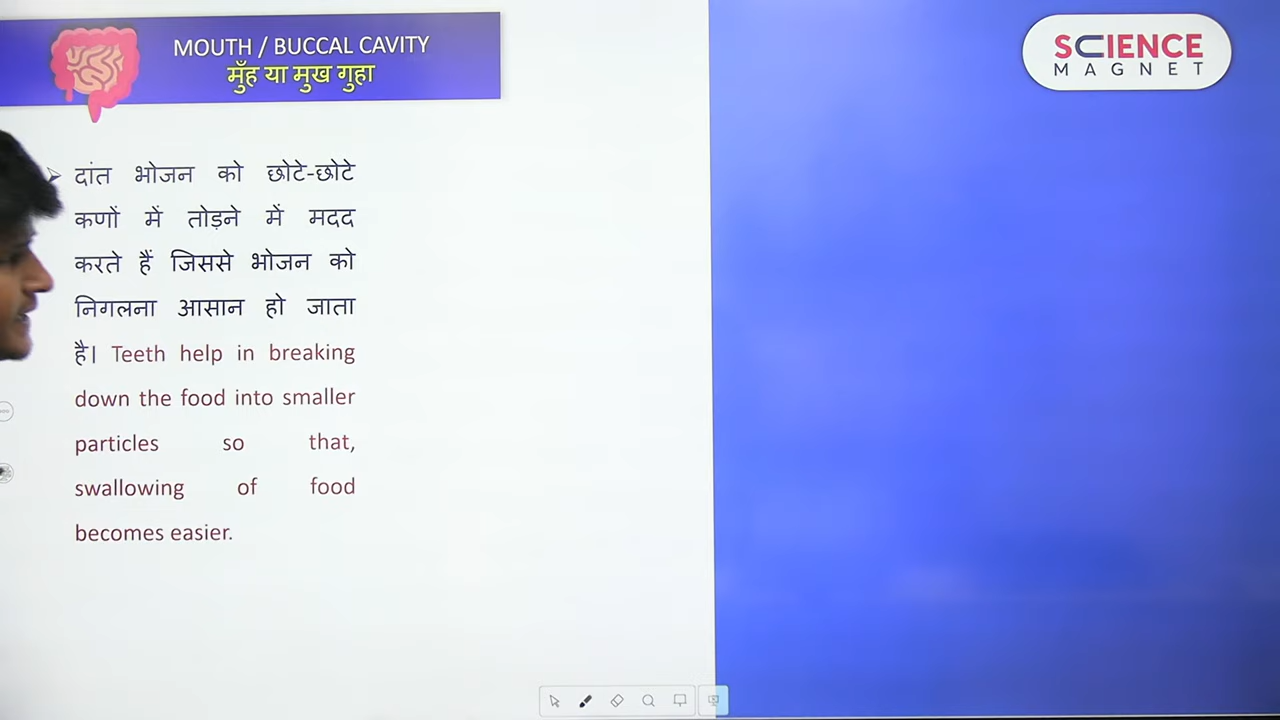 MOUTH / BUCCAL CAVITY
मुँह या मुख गुहा
SCIENCE
MAGNET
दांत भोजन को छोटे-छोटे
कणों में तोड़ने में मदद
करते हैं जिससे भोजन को
निगलना आसान हो जाता
है। Teeth help in breaking
down the food into smaller
particles so that,
swallowing of food
becomes easier.